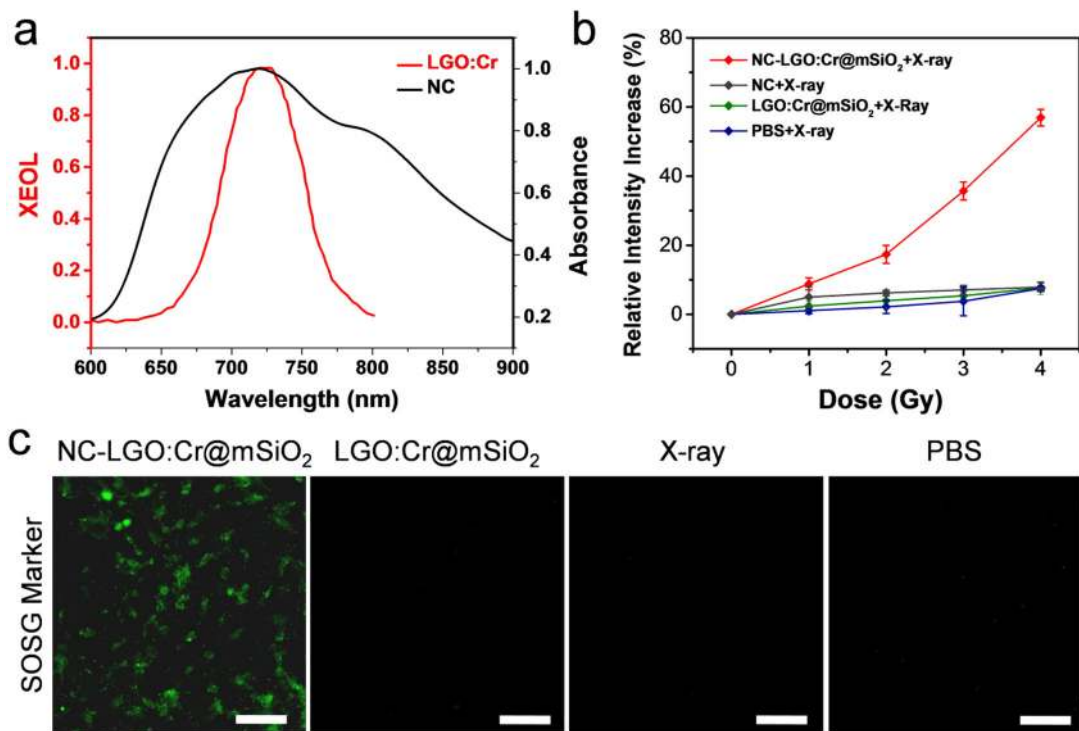 a
LGO:Cr
NC
XEOL
1.0
0.8
0.6
0.4
0.2
0.0
1.0
0.8
0.6
0.4
0.2
Absorbance
600 650 700 750 800 900
Wavelength (nm)
b
NC-LGO:Cr@mSiO₂+X-ray
NC+X-ray
LGO:Cr@mSiO₂+X-Ray
PBS+X-ray
Relative Intensity Increase (%)
80
60
40
20
0
0 1 2 3 4
Dose (Gy)
c
NC-LGO:Cr@mSiO₂ LGO:Cr@mSiO₂ X-ray PBS
SOSG Marker